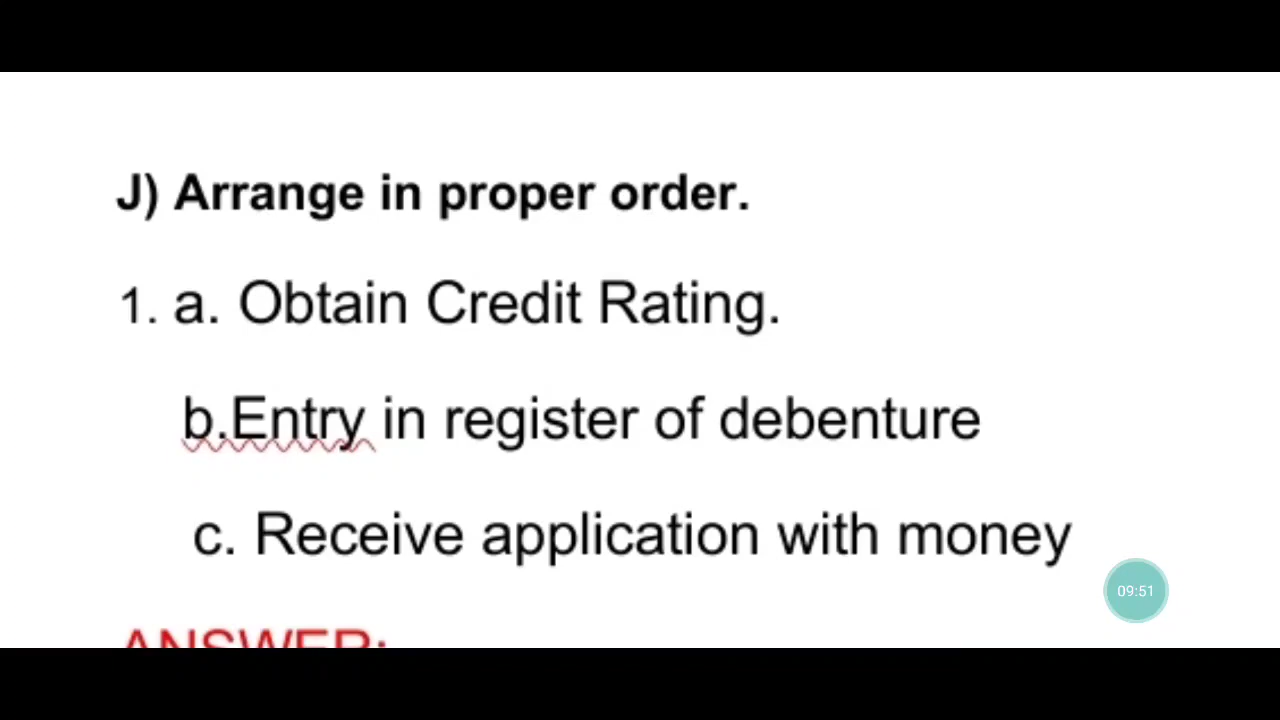 J) Arrange in proper order.
1. a. Obtain Credit Rating.
b.Entry in register of debenture
c. Receive application with money
09:51
ANSWER: